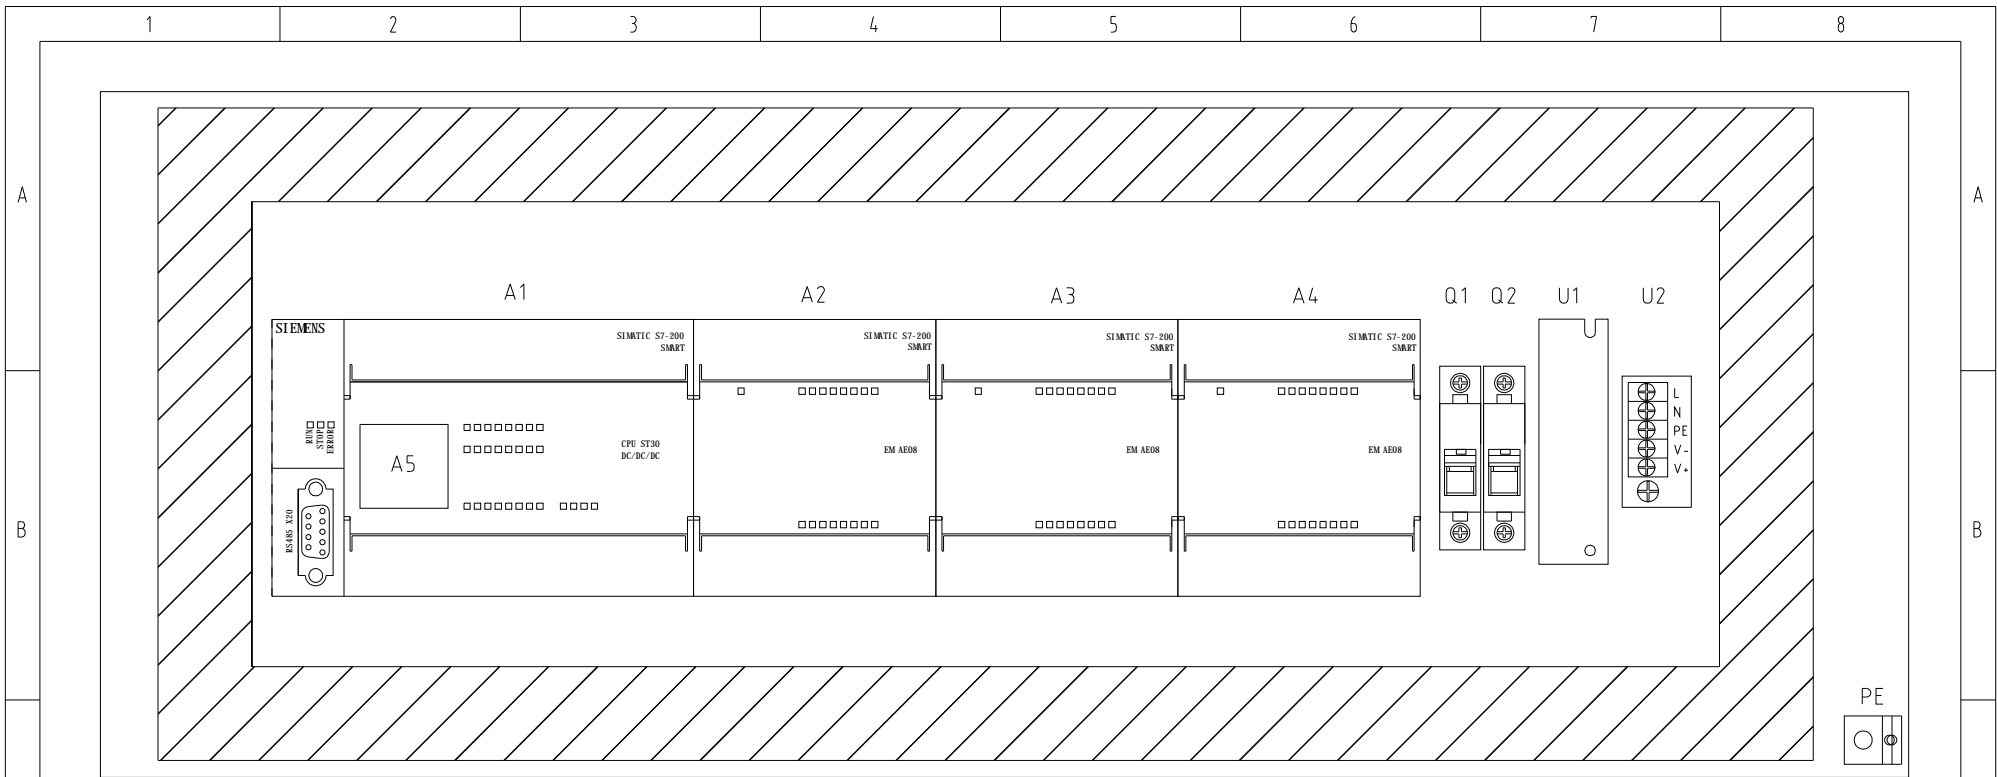 1 2 3 4 5 6 7 8
A A
A1 A2 A3 A4 Q1 Q2 U1 U2
SIEMENS
SIMATIC S7-200
SMART
SIMATIC S7-200
SMART
SIMATIC S7-200
SMART
SIMATIC S7-200
SMART
RUN
STOP
ERROR
A5
CPU ST30
DC/DC/DC
EM AE08
EM AE08
EM AE08
L
N
PE
V-
V+
RS485 X20
B B
PE